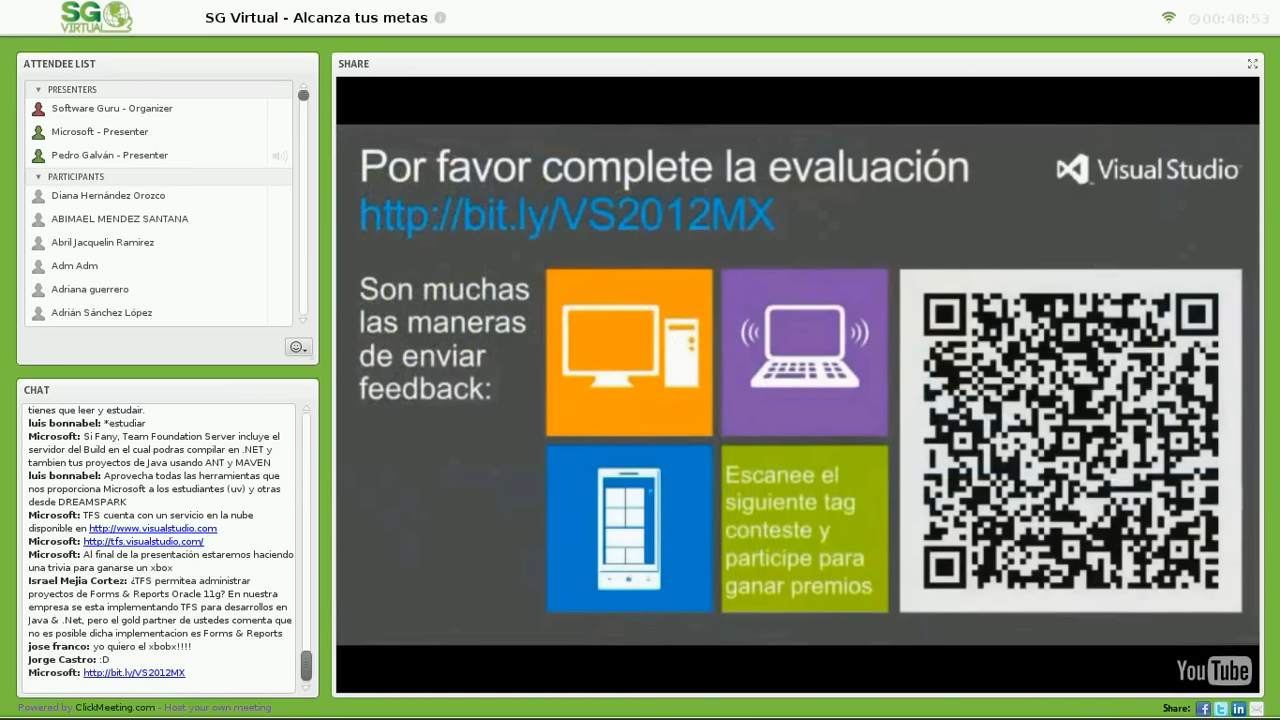 SG
VIRTUAL
SG Virtual - Alcanza tus metas
00:48:53
ATTENDEE LIST
PRESENTERS
Software Guru - Organizer
Microsoft - Presenter
Pedro Galván - Presenter
PARTICIPANTS
Diana Hernández Orozco
ABIMAEL MENDEZ SANTANA
Abril Jacquelin Ramirez
Adm Adm
Adriana guerrero
Adrián Sánchez López
CHAT
tienes que leer y estudair.
luis bonnabel: *estudiar
Microsoft: Si Fany, Team Foundation Server incluye el
servidor del Build en el cual podras compilar en .NET y
tambien tus proyectos de Java usando ANT y MAVEN
luis bonnabel: Aprovecha todas las herramientas que
nos proporciona Microsoft a los estudiantes (uv) y otras
desde DREAMSPARK
Microsoft: TFS cuenta con un servicio en la nube
disponible en http://www.visualstudio.com
Microsoft: http://tfs.visualstudio.com/
Microsoft: Al final de la presentación estaremos haciendo
una trivia para ganarse un xbox
Israel Mejia Cortez: ¿TFS permitea administrar
proyectos de Forms & Reports Oracle 11g? En nuestra
empresa se esta implementando TFS para desarrollos en
Java & .Net, pero el gold partner de ustedes comenta que
no es posible dicha implementacion es Forms & Reports
jose franco: yo quiero el xbobx!!!!
Jorge Castro: :D
Microsoft: http://bit.ly/VS2012MX
SHARE
Por favor complete la evaluación
http://bit.ly/VS2012MX
Visual Studio
Son muchas
las maneras
de enviar
feedback:
Escanee el
siguiente tag
conteste y
participe para
ganar premios
YouTube
Powered by ClickMeeting.com - Host your own meeting
Share: